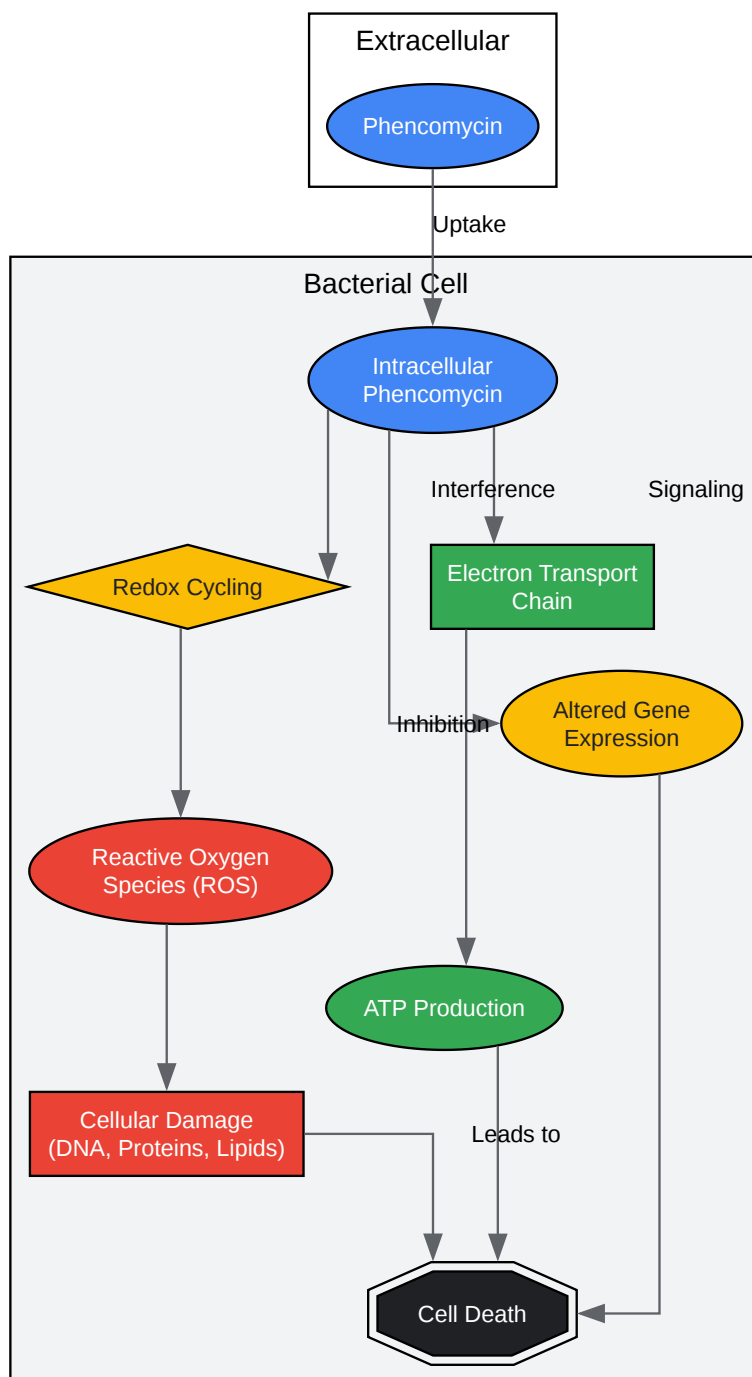 Extracellular
Phencomycin
Uptake
Bacterial Cell
Intracellular
Phencomycin
Interference
Signaling
Redox Cycling
Electron Transport
Chain
Altered Gene
Expression
Inhibition
Reactive Oxygen
Species (ROS)
ATP Production
Cellular Damage
(DNA, Proteins, Lipids)
Leads to
Cell Death